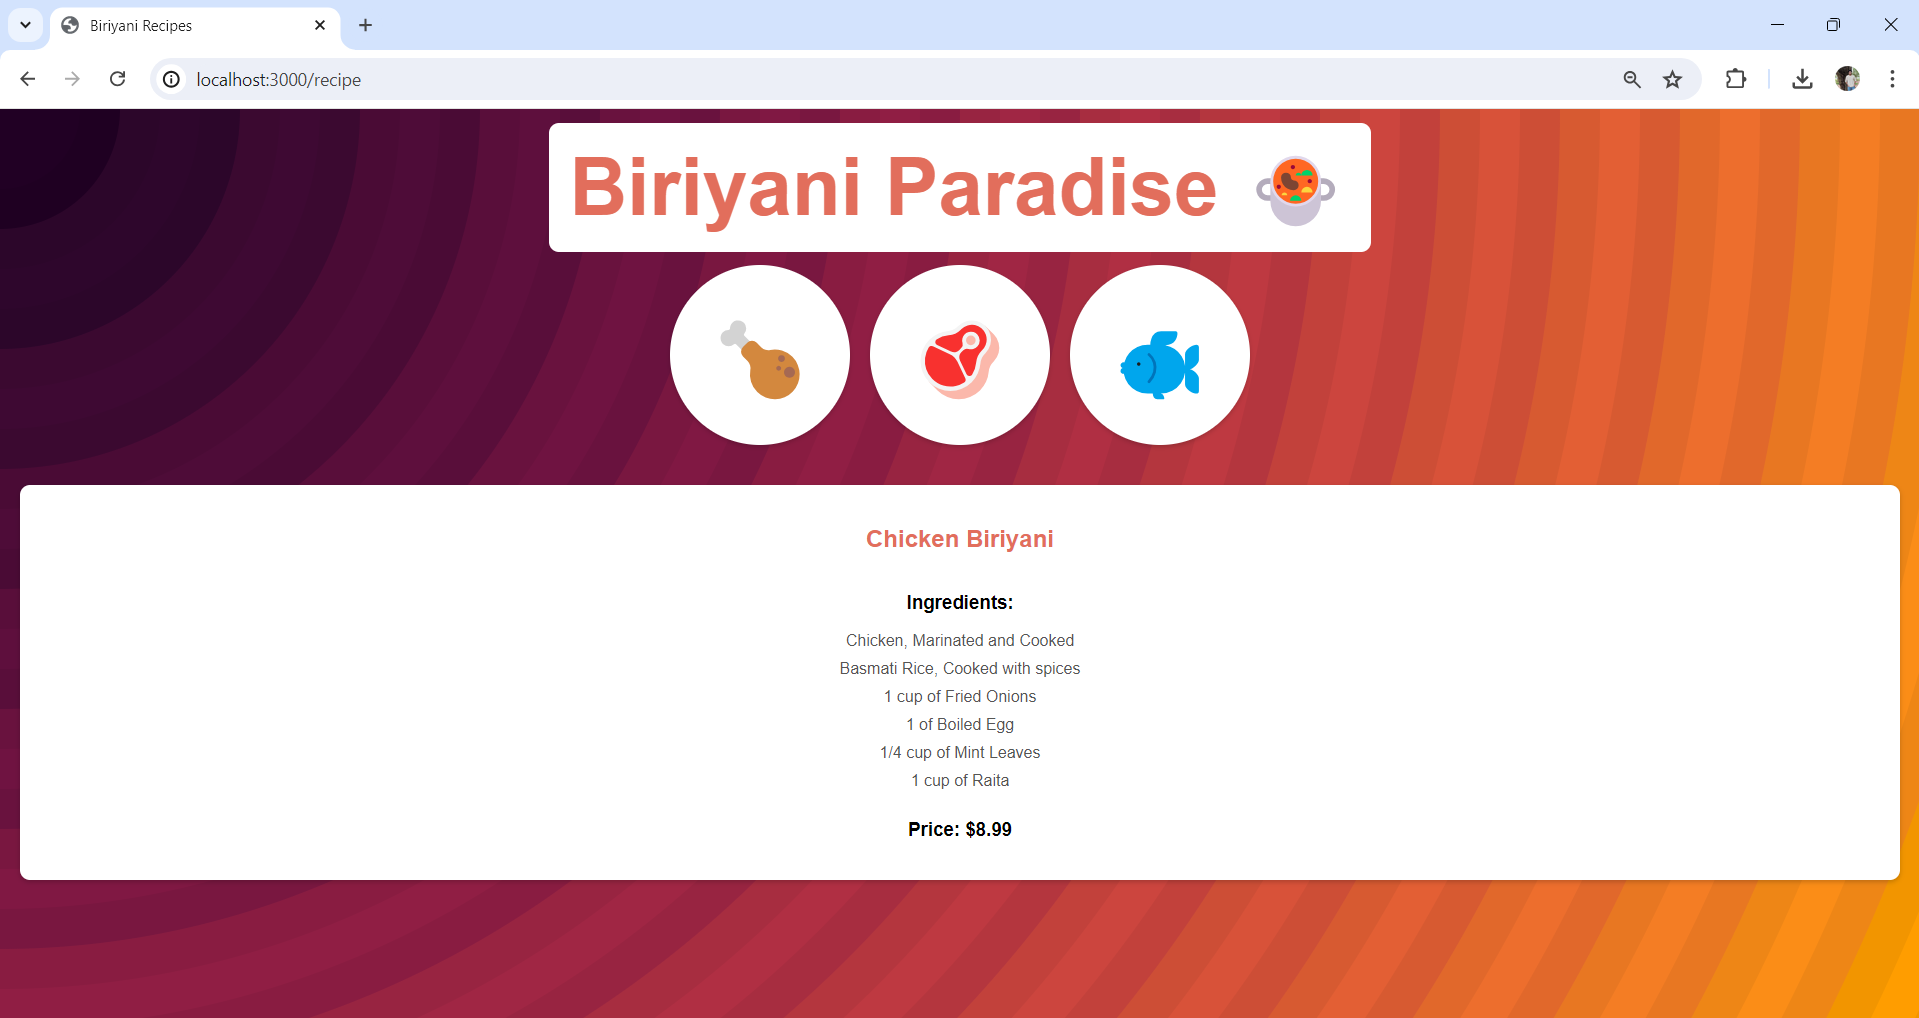 Biriyani Recipes
localhost:3000/recipe
Biriyani Paradise
Chicken Biriyani
Ingredients:
Chicken, Marinated and Cooked
Basmati Rice, Cooked with spices
1 cup of Fried Onions
1 of Boiled Egg
1/4 cup of Mint Leaves
1 cup of Raita
Price: $8.99